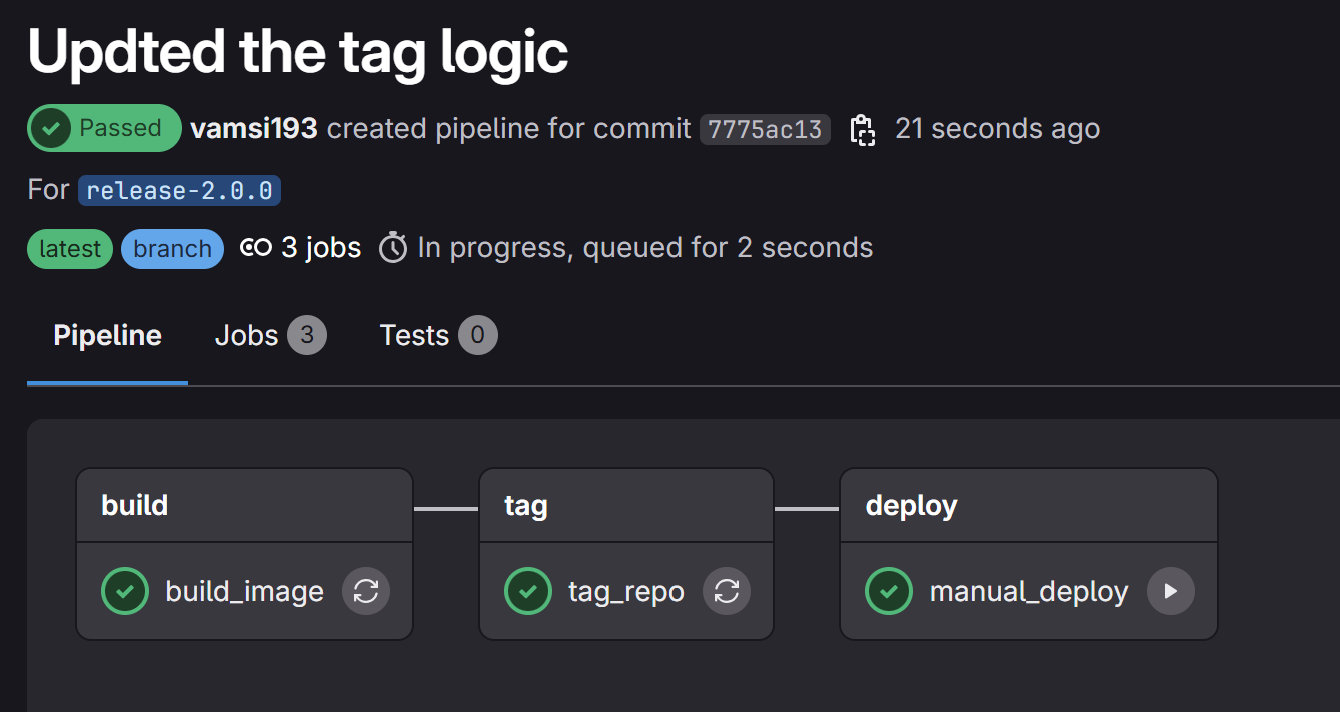 Updted the tag logic
Passed vamsi193 created pipeline for commit 7775ac13 21 seconds ago
For release-2.0.0
latest branch 3 jobs In progress, queued for 2 seconds
Pipeline Jobs 3 Tests 0
build tag deploy
build_image tag_repo manual_deploy